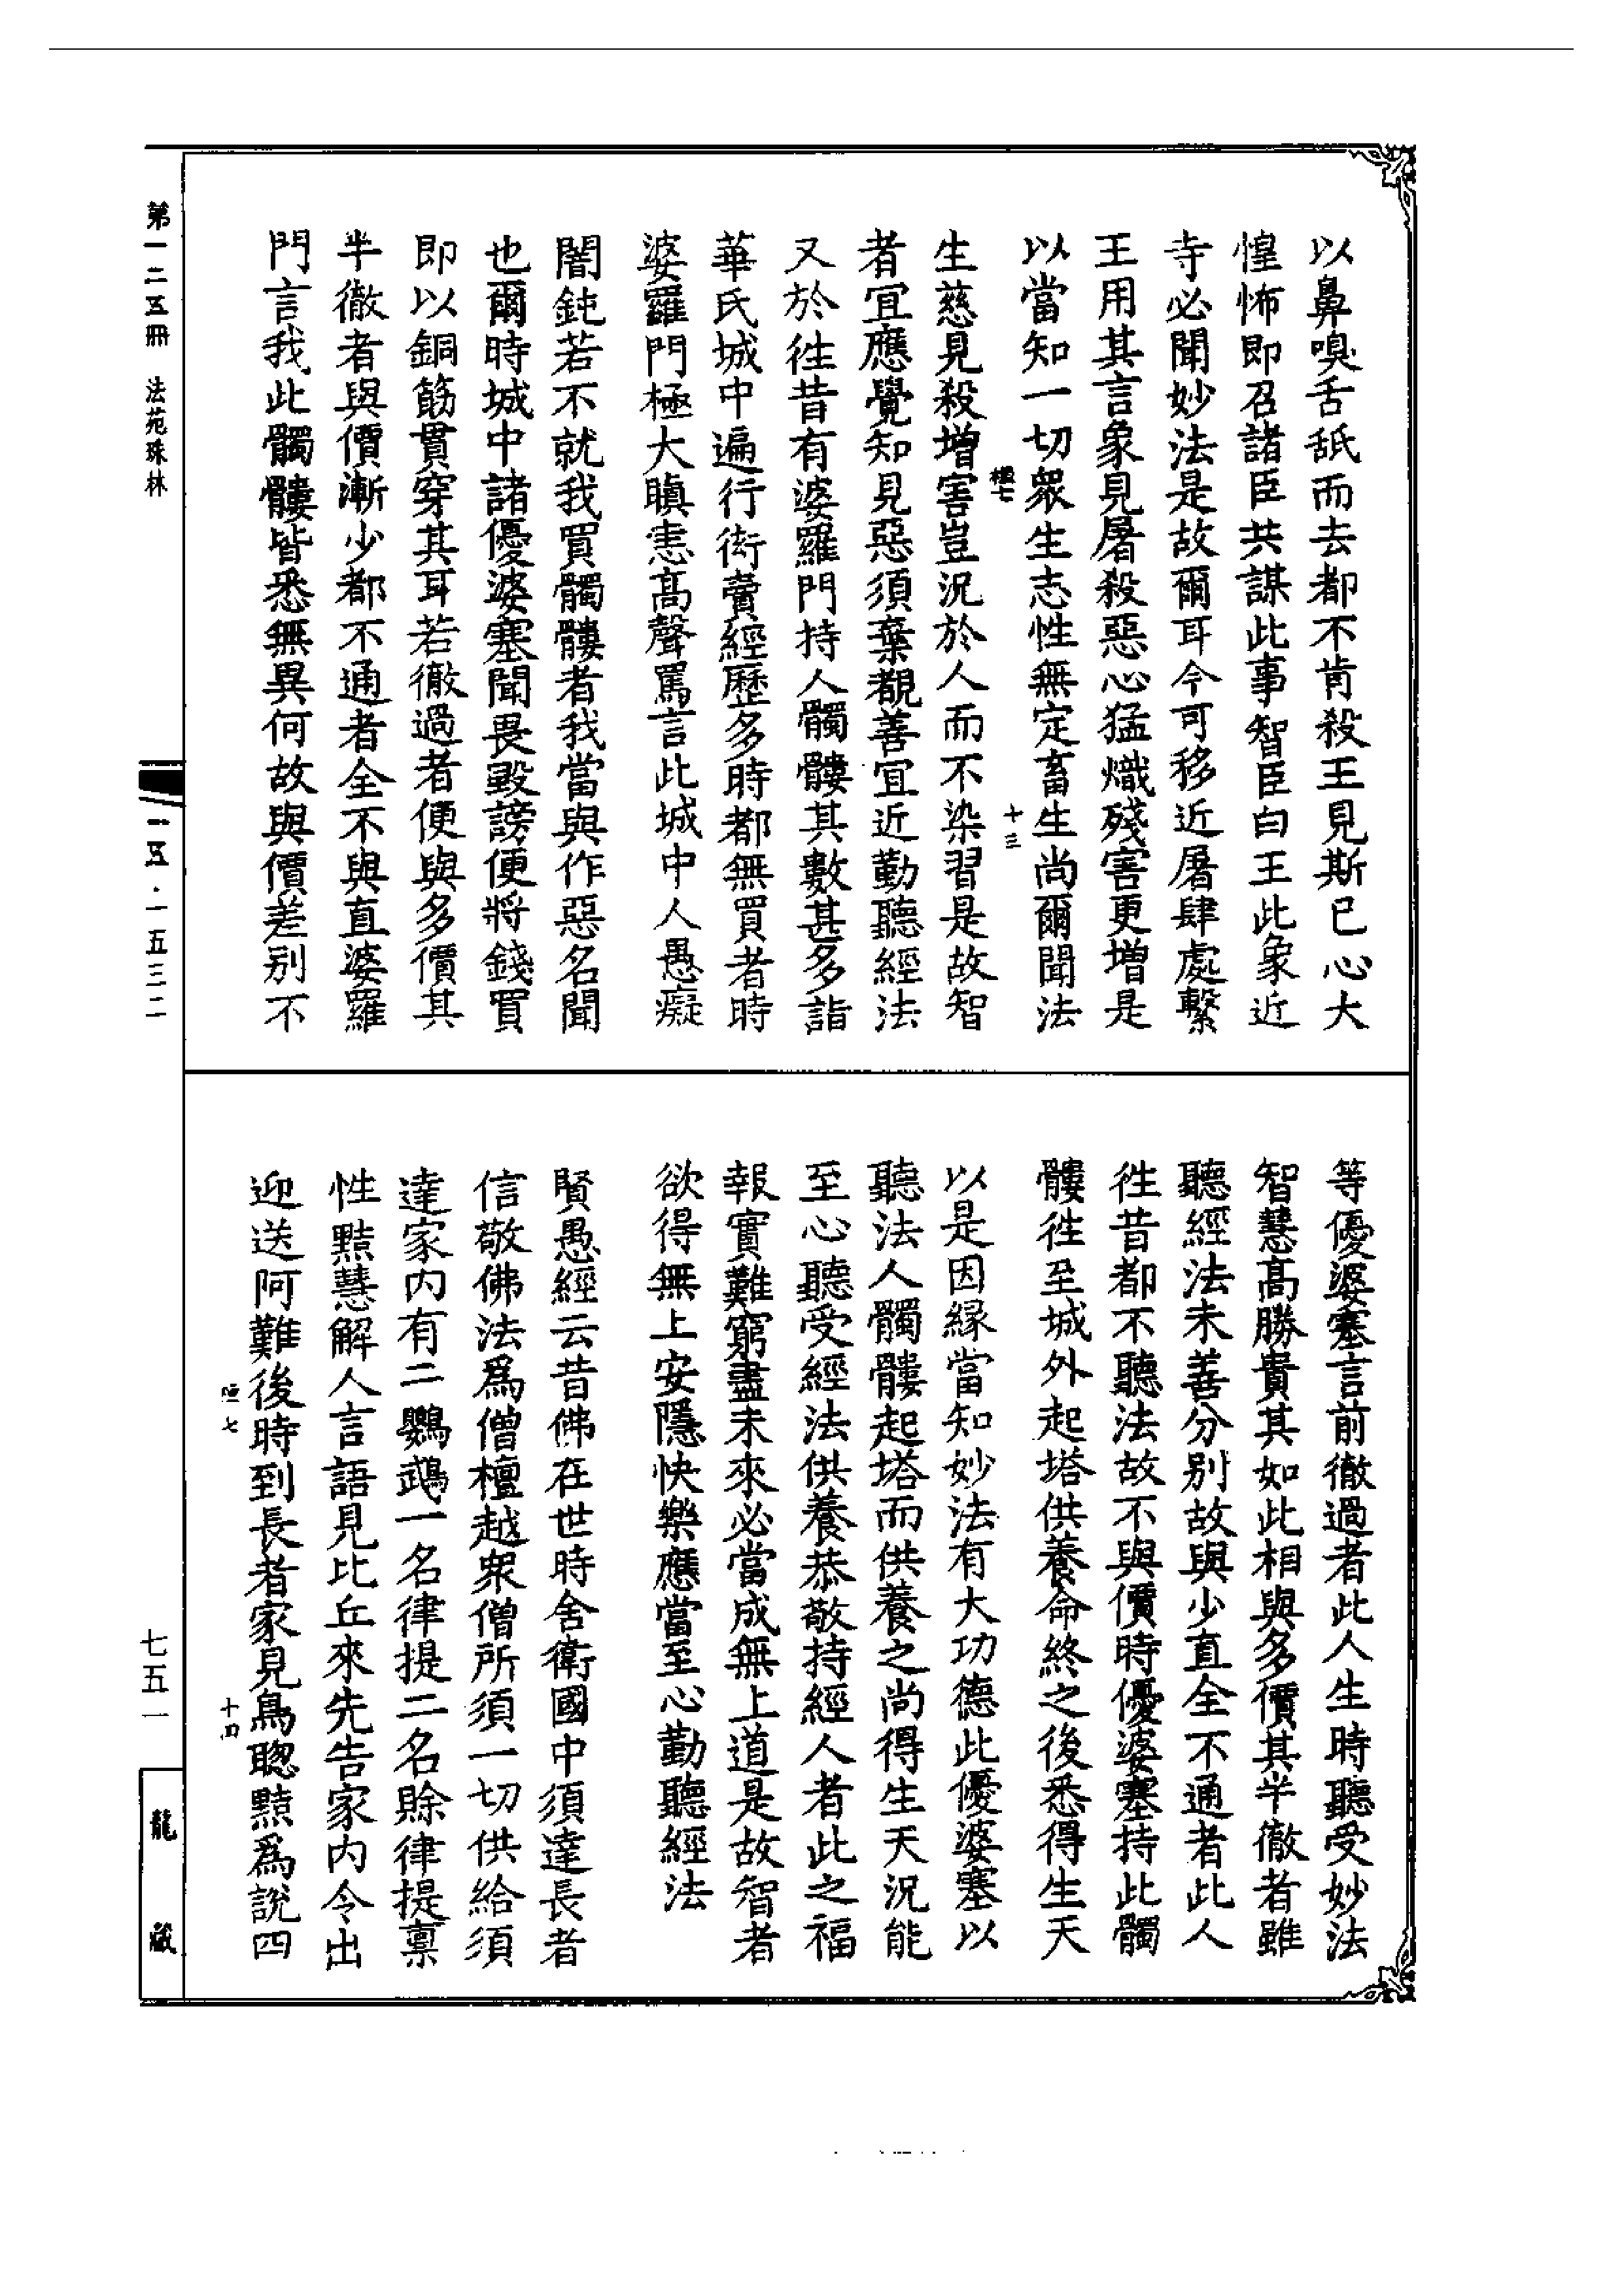 以鼻嗅舌舐而去都不肯殺王見斯已心大
惶怖即召諸臣共謀此事智臣白王此象近
寺必聞妙法是故爾耳今可移近屠肆處繫
王用其言象見屠殺惡心猛熾殘害更增是
以當知一切衆生志性無定畜生尚爾聞法
十三
生慈見殺增害豈況於人而不染習是故智
者宜應覺知見惡須棄覩善宜近勤聽經法
又於徃昔有婆羅門持人髑髏其數甚多詣
華氏城中遍行衒賣經歷多時都無買者時
婆羅門極大瞋恚髙聲罵言此城中人愚癡
闇鈍若不就我買髑髏者我當與作惡名聞
也爾時城中諸優婆塞聞畏毀謗便將錢買
即以銅筯貫穿其耳若徹過者便與多價其
半徹者與價漸少都不通者全不與直婆羅
門言我此髑髏皆悉無異何故與價差別不
等優婆塞言前徹過者此人生時聽受妙法
智慧髙勝貴其如此相與多價其半徹者雖
聽經法未善分別故與少直全不通者此人
徃昔都不聽法故不與價時優婆塞持此髑
髏徃至城外起塔供養命終之後悉得生天
以是因緣當知妙法有大功德此優婆塞以
聽法人髑髏起塔而供養之尚得生天況能
至心聽受經法供養恭敬持經人者此之福
報實難窮盡未來必當成無上道是故智者
欲得無上安隱快樂應當至心勤聽經法
賢愚經云昔佛在世時舍衛國中須達長者
信敬佛法爲僧檀越衆僧所須一切供給須
達家内有二鸚鵡一名律提二名賒律提禀
性黠慧解人言語見比丘來先告家内令出
迎送阿難後時到長者家見鳥聰黠爲說四
十四
第一二五冊 法苑珠林
一二五·一五三二
七五一
龍藏